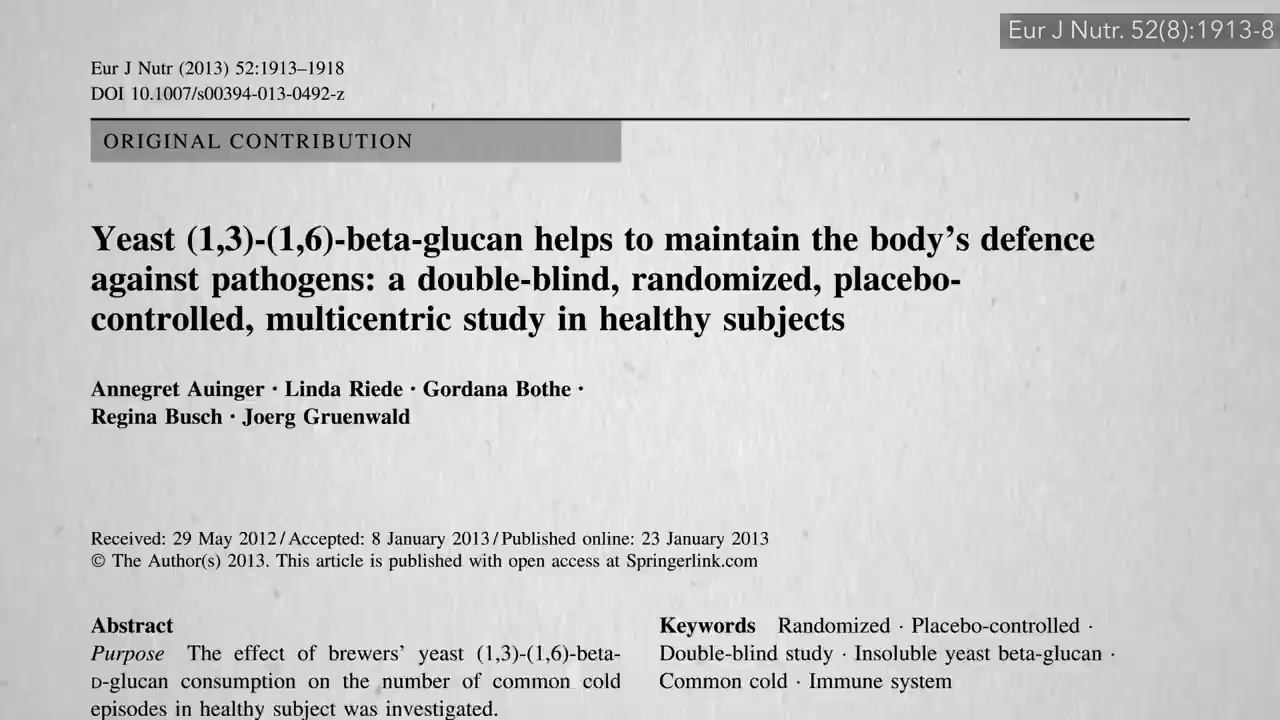 Eur J Nutr. 52(8):1913-8
Eur J Nutr (2013) 52:1913–1918
DOI 10.1007/s00394-013-0492-z
ORIGINAL CONTRIBUTION
Yeast (1,3)-(1,6)-beta-glucan helps to maintain the body’s defence
against pathogens: a double-blind, randomized, placebo-
controlled, multicentric study in healthy subjects
Annegret Auinger · Linda Riede · Gordana Bothe ·
Regina Busch · Joerg Gruenwald
Received: 29 May 2012 / Accepted: 8 January 2013 / Published online: 23 January 2013
© The Author(s) 2013. This article is published with open access at Springerlink.com
Abstract
Purpose The effect of brewers’ yeast (1,3)-(1,6)-beta-
D-glucan consumption on the number of common cold
episodes in healthy subject was investigated.
Keywords Randomized · Placebo-controlled ·
Double-blind study · Insoluble yeast beta-glucan ·
Common cold · Immune system